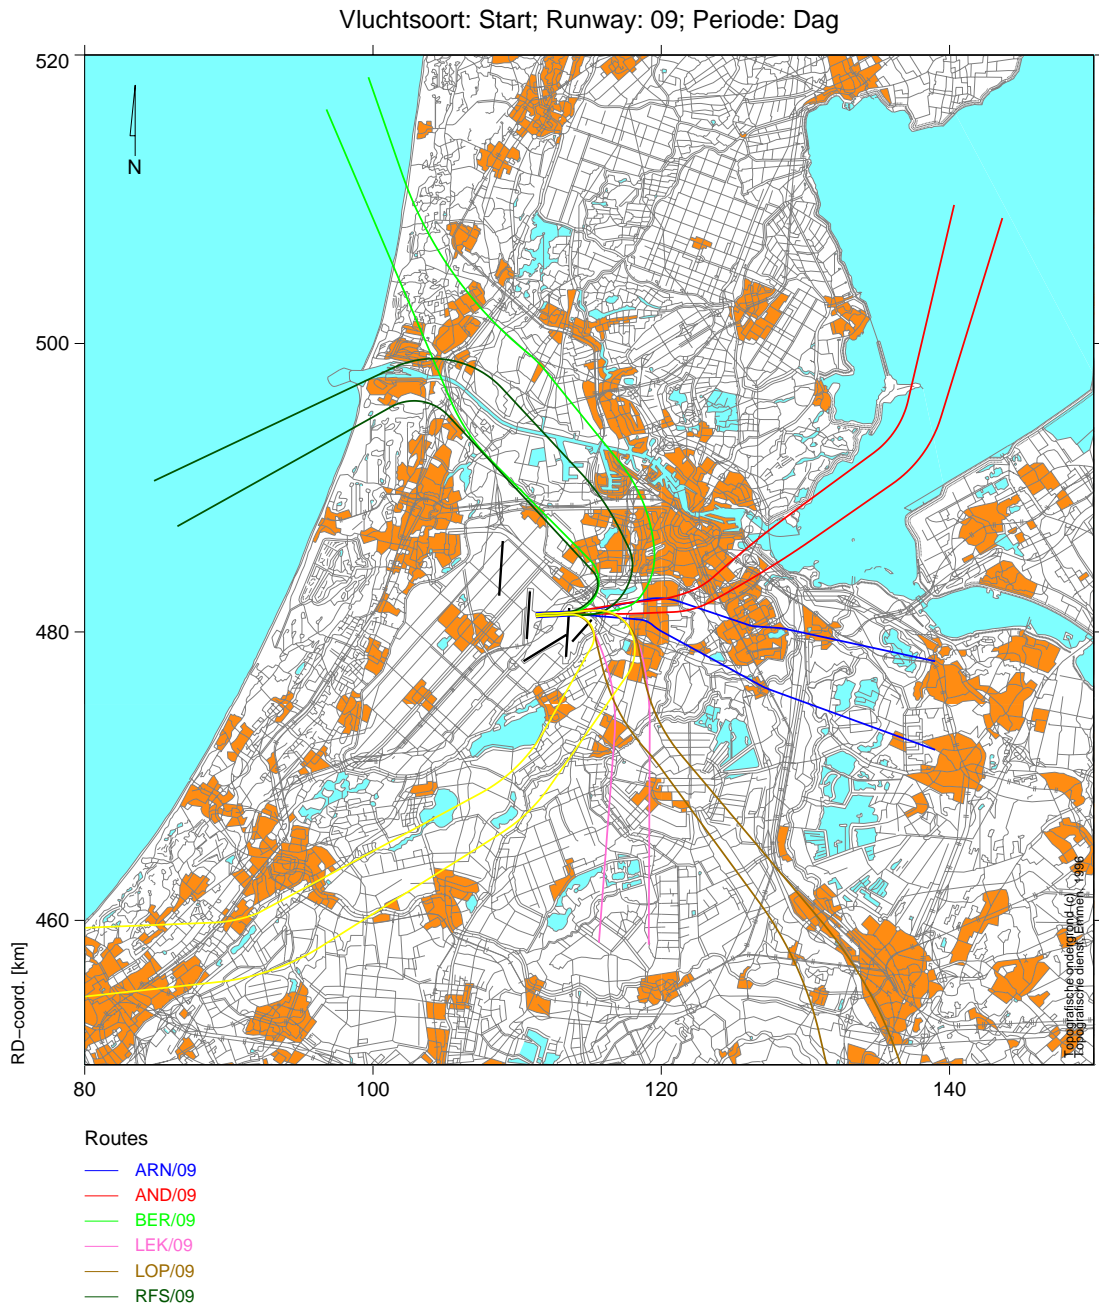 Vluchtsoort: Start; Runway: 09; Periode: Dag
520
500
480
460
N
RD−coord. [km]
80
100
120
140
Topografische ondergrond (c)
Topografische dienst, Emmen, 1996
Routes
ARN/09
AND/09
BER/09
LEK/09
LOP/09
RFS/09